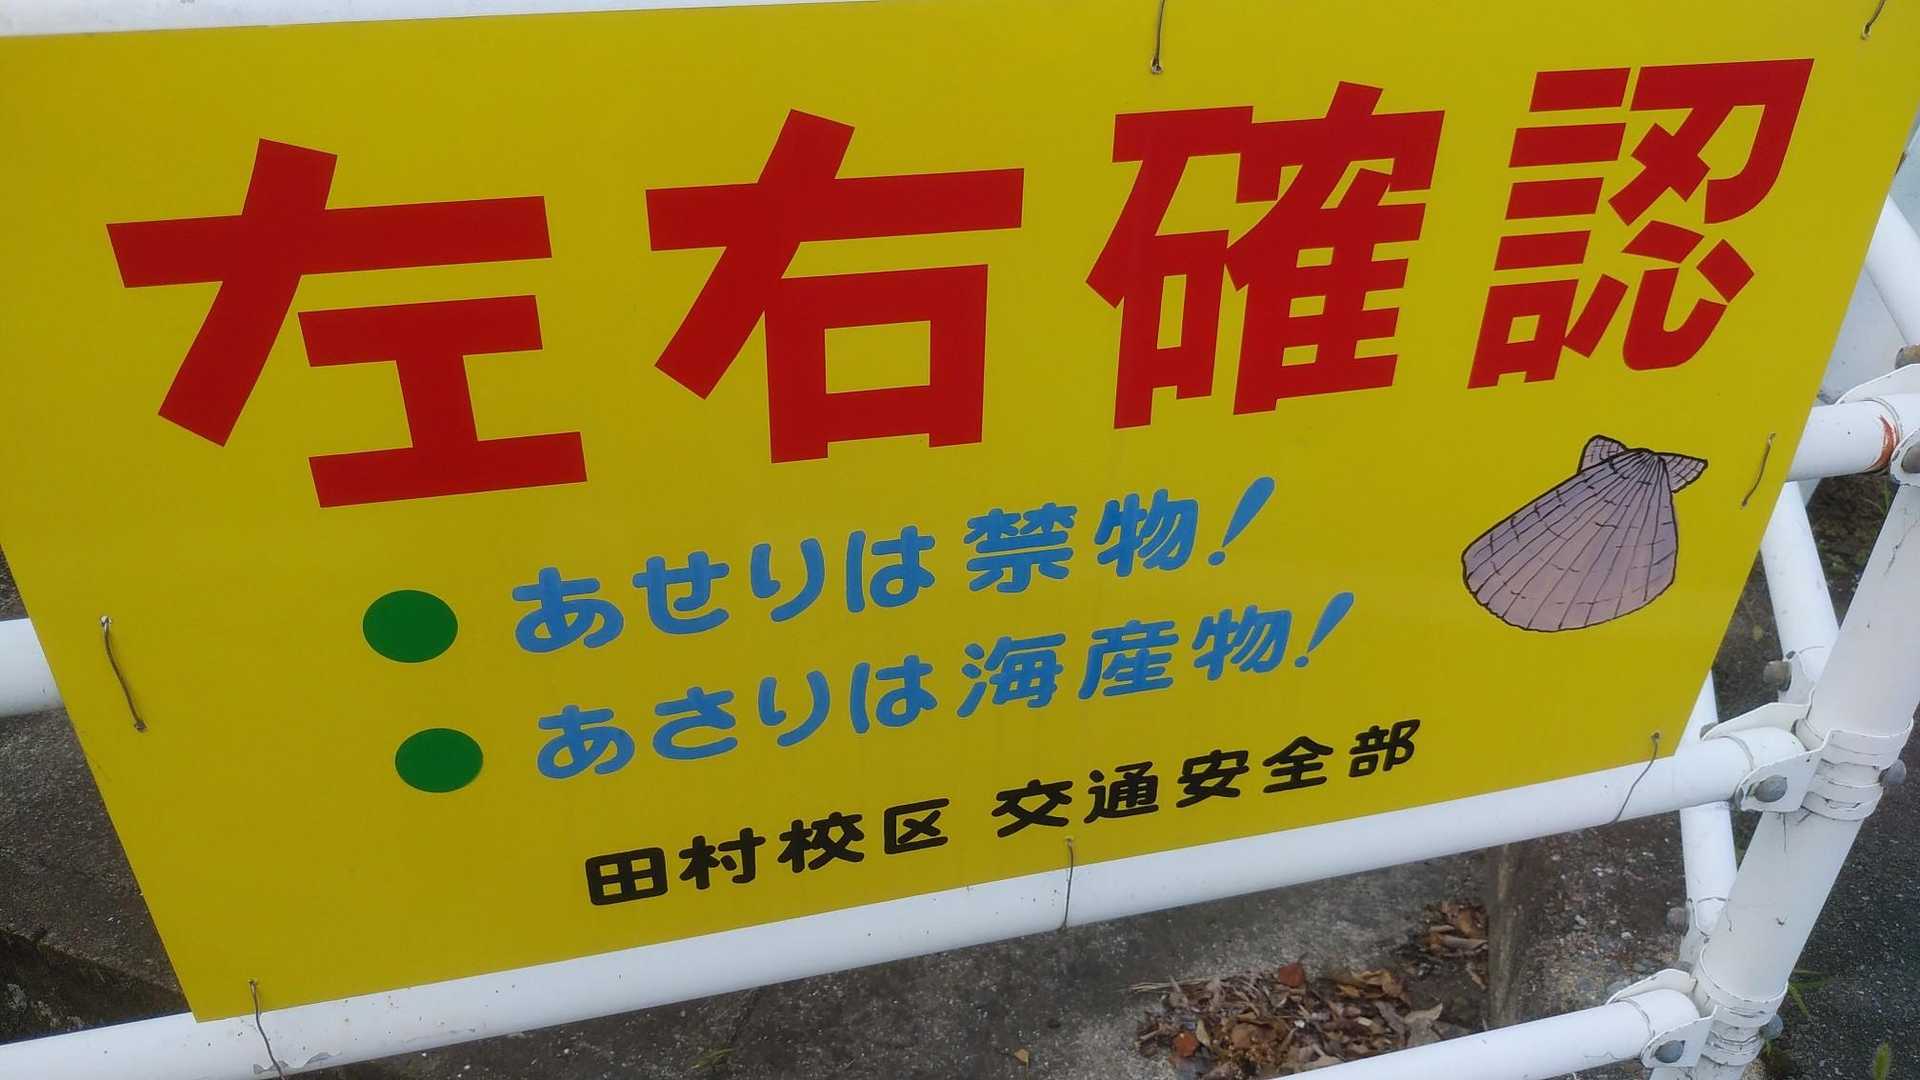 左右確認
●あせりは禁物!
●あさりは海産物!
田村校区 交通安全部